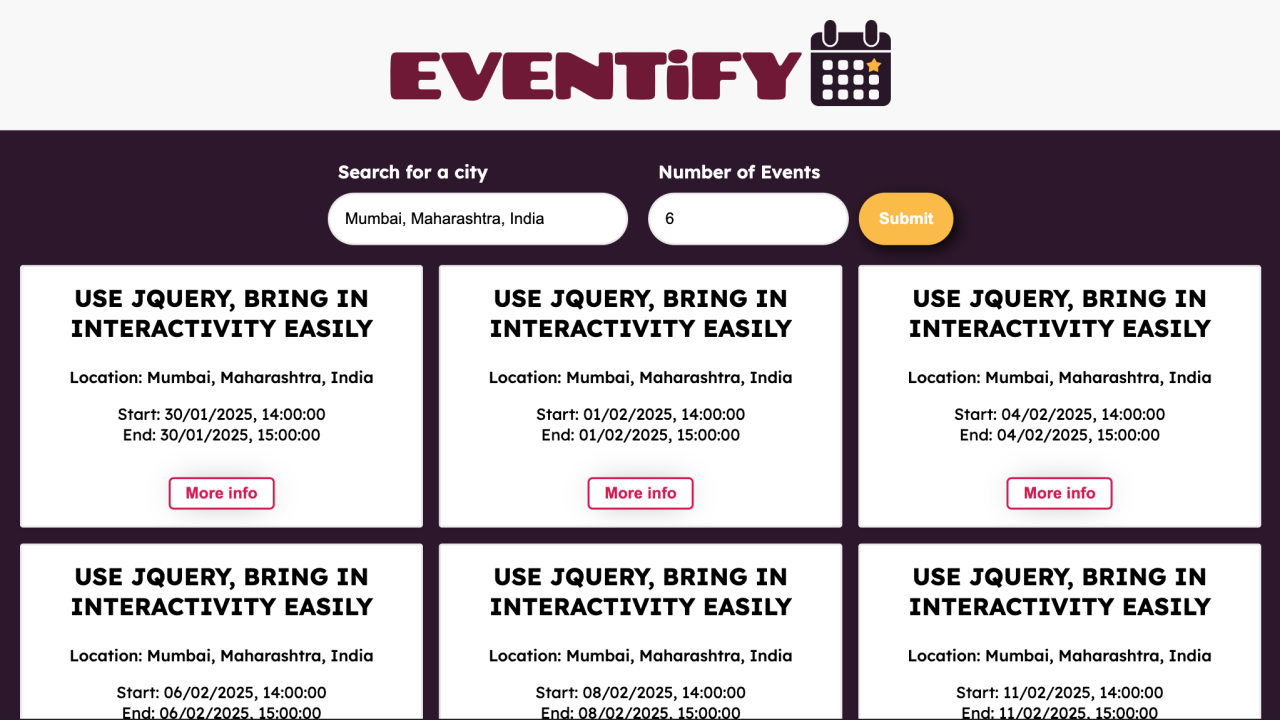 EVENTiFY
Search for a city
Number of Events
Mumbai, Maharashtra, India
6
Submit
USE JQUERY, BRING IN
INTERACTIVITY EASILY
Location: Mumbai, Maharashtra, India
Start: 30/01/2025, 14:00:00
End: 30/01/2025, 15:00:00
More info
USE JQUERY, BRING IN
INTERACTIVITY EASILY
Location: Mumbai, Maharashtra, India
Start: 01/02/2025, 14:00:00
End: 01/02/2025, 15:00:00
More info
USE JQUERY, BRING IN
INTERACTIVITY EASILY
Location: Mumbai, Maharashtra, India
Start: 04/02/2025, 14:00:00
End: 04/02/2025, 15:00:00
More info
USE JQUERY, BRING IN
INTERACTIVITY EASILY
Location: Mumbai, Maharashtra, India
Start: 06/02/2025, 14:00:00
End: 06/02/2025, 15:00:00
USE JQUERY, BRING IN
INTERACTIVITY EASILY
Location: Mumbai, Maharashtra, India
Start: 08/02/2025, 14:00:00
End: 08/02/2025, 15:00:00
USE JQUERY, BRING IN
INTERACTIVITY EASILY
Location: Mumbai, Maharashtra, India
Start: 11/02/2025, 14:00:00
End: 11/02/2025, 15:00:00